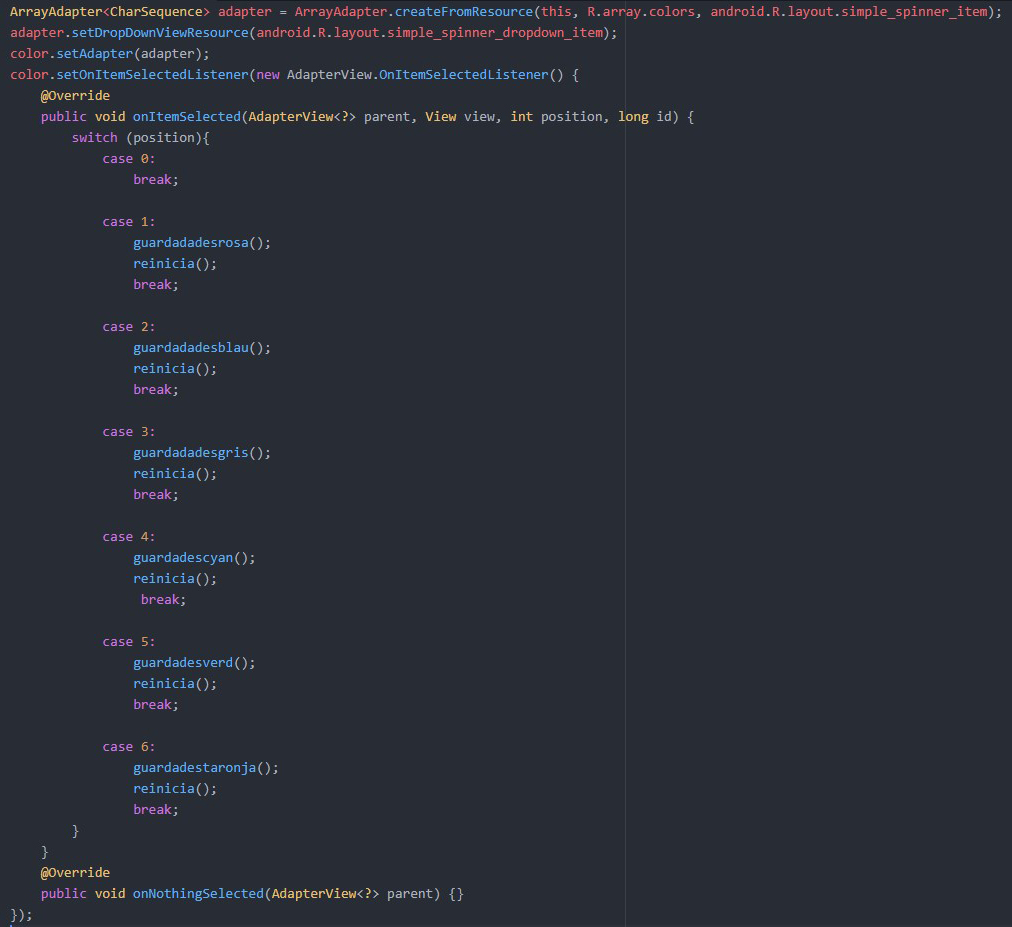 ArrayAdapter<CharSequence> adapter = ArrayAdapter.createFromResource(this, R.array.colors, android.R.layout.simple_spinner_item);
adapter.setDropDownViewResource(android.R.layout.simple_spinner_dropdown_item);
color.setAdapter(adapter);
color.setOnItemSelectedListener(new AdapterView.OnItemSelectedListener() {
    @Override
    public void onItemSelected(AdapterView<?> parent, View view, int position, long id) {
        switch (position){
            case 0:
                break;

            case 1:
                guardadadesrosa();
                reinicia();
                break;

            case 2:
                guardadadesblau();
                reinicia();
                break;

            case 3:
                guardadadesgris();
                reinicia();
                break;

            case 4:
                guardadescyan();
                reinicia();
                 break;

            case 5:
                guardadesverd();
                reinicia();
                break;

            case 6:
                guardadestaronja();
                reinicia();
                break;
        }
    }
    @Override
    public void onNothingSelected(AdapterView<?> parent) {}
});